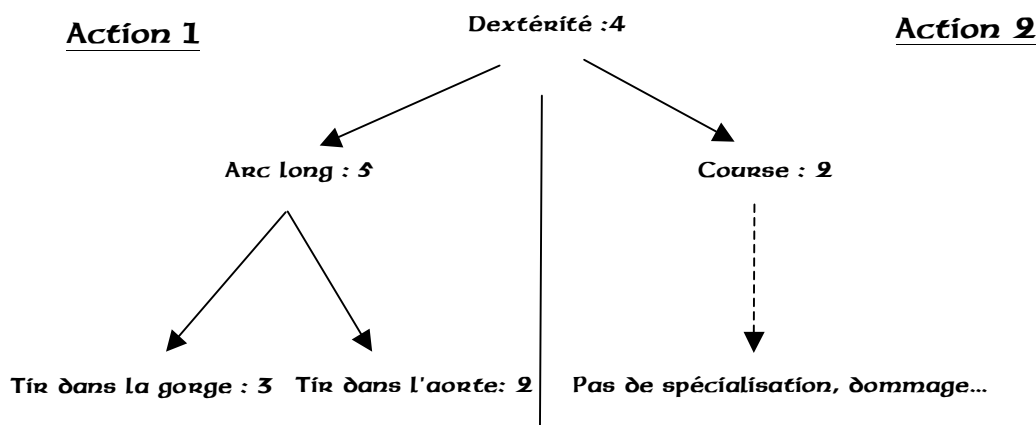 Action 1
Dextérité :4
Action 2
Arc long : 5
Course : 2
Tir dans la gorge : 3
Tir dans l'aorte: 2
Pas de spécialisation, dommage...